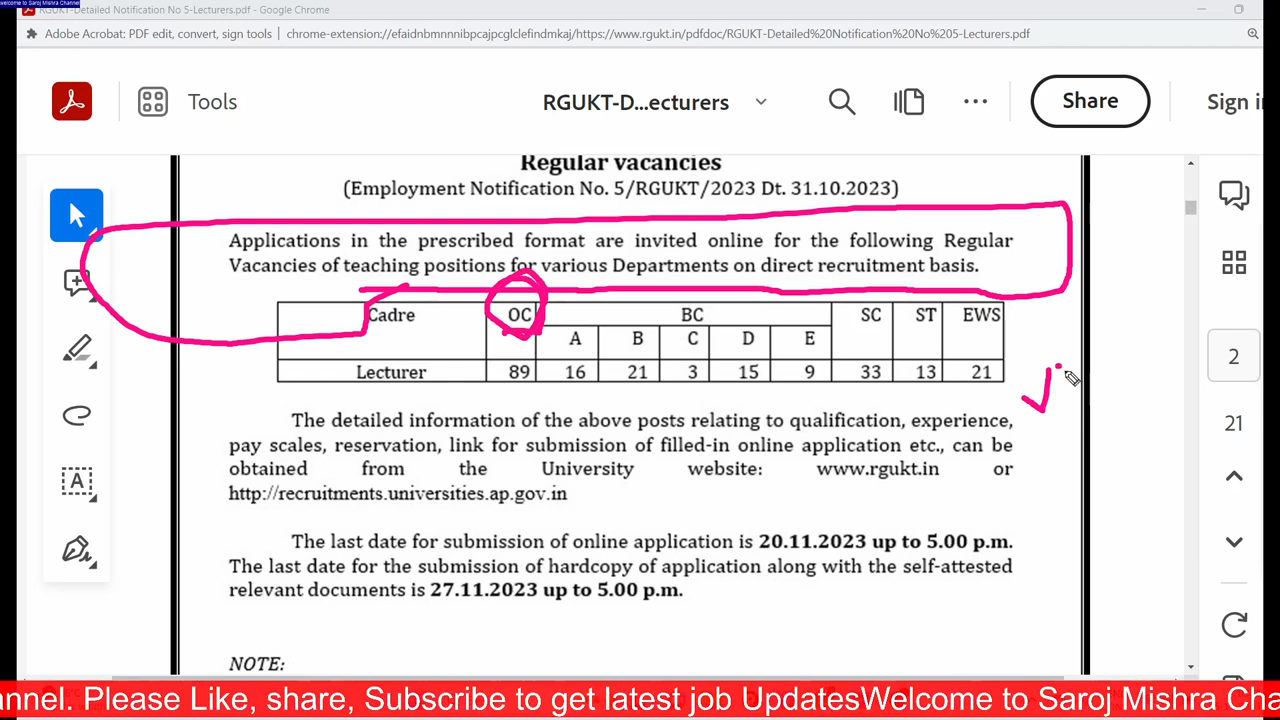 Welcome to Saroj Mishra Channel
RGUKT-Detailed Notification No 5-Lecturers.pdf - Google Chrome
Adobe Acrobat: PDF edit, convert, sign tools | chrome-extension://efaidnbmnnnibpcajpcglclefindmkaj/https://www.rgukt.in/pdfdoc/RGUKT-Detailed%20Notification%20No%205-Lecturers.pdf
Tools
RGUKT-D...ecturers
Share
Sign i
Regular vacancies
(Employment Notification No. 5/RGUKT/2023 Dt. 31.10.2023)
Applications in the prescribed format are invited online for the following Regular
Vacancies of teaching positions for various Departments on direct recruitment basis.
Cadre OC BC SC ST EWS
A B C D E
Lecturer 89 16 21 3 15 9 33 13 21
2
21
The detailed information of the above posts relating to qualification, experience,
pay scales, reservation, link for submission of filled-in online application etc., can be
obtained from the University website: www.rgukt.in or
http://recruitments.universities.ap.gov.in
The last date for submission of online application is 20.11.2023 up to 5.00 p.m.
The last date for the submission of hardcopy of application along with the self-attested
relevant documents is 27.11.2023 up to 5.00 p.m.
NOTE:
annel. Please Like, share, Subscribe to get latest job UpdatesWelcome to Saroj Mishra Cha